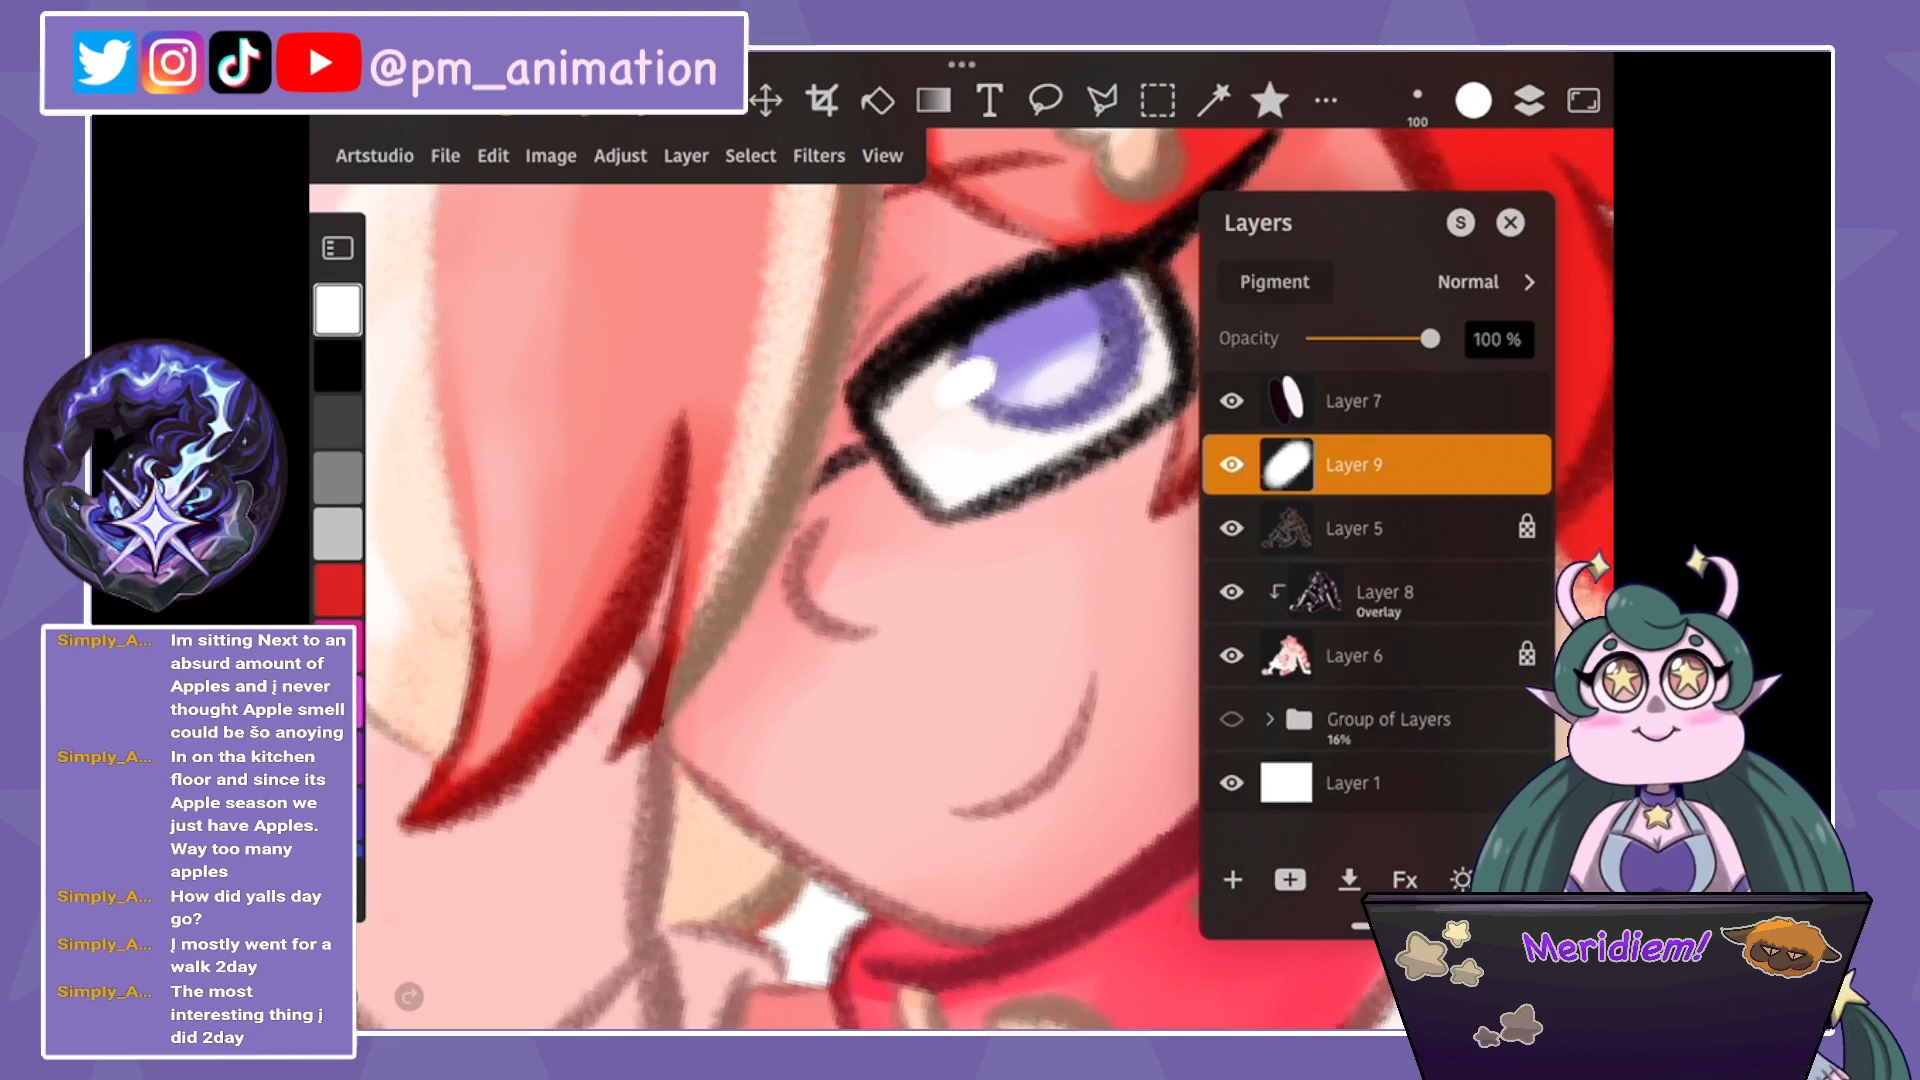 @pm_animation
100
Artstudio File Edit Image Adjust Layer Select Filters View
Layers S
Pigment Normal
Opacity 100 %
Layer 7
Layer 9
Layer 5
Layer 8
Overlay
Layer 6
Group of Layers
16%
Layer 1
Fx
Simply_A... Im sitting Next to an
absurd amount of
Apples and į never
thought Apple smell
could be šo anoying
Simply_A... In on tha kitchen
floor and since its
Apple season we
just have Apples.
Way too many
apples
Simply_A... How did yalls day
go?
Simply_A... Į mostly went for a
walk 2day
Simply_A... The most
interesting thing į
did 2day
Meridiem!